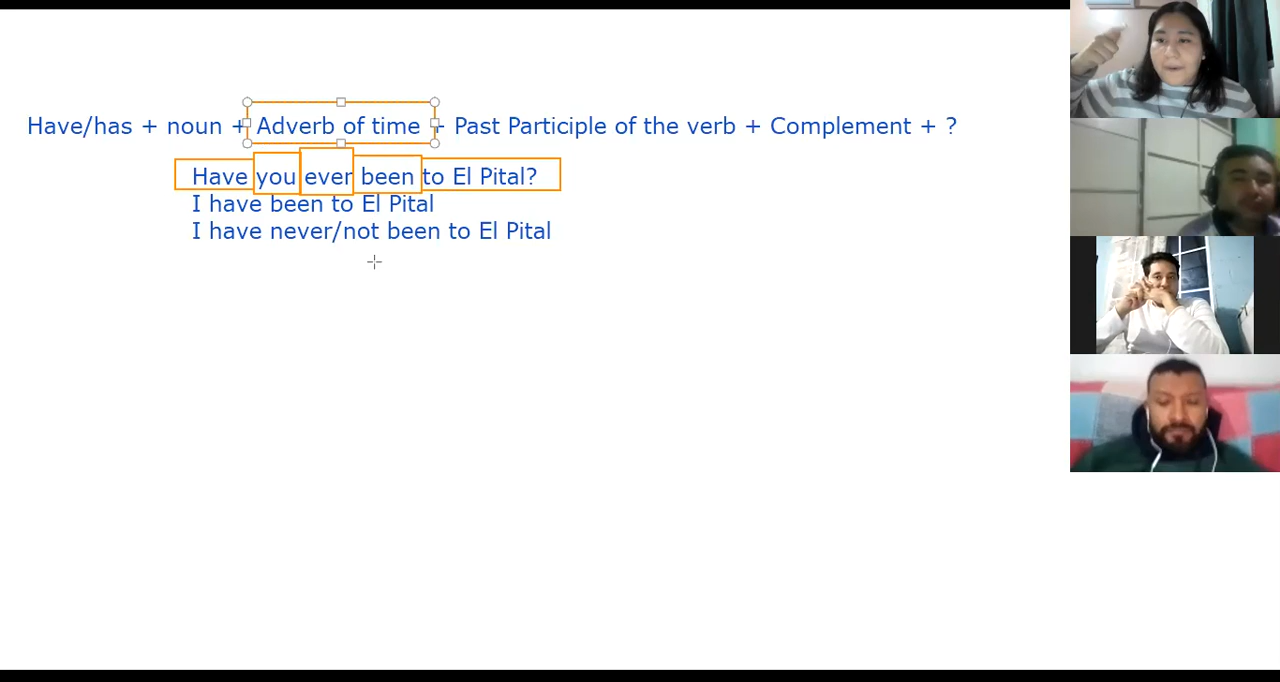 Have/has + noun + Adverb of time + Past Participle of the verb + Complement + ?
Have you ever been to El Pital?
I have been to El Pital
I have never/not been to El Pital